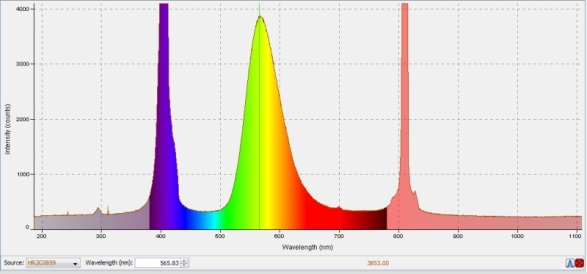 4000
3000
2000
1000
0
Intensity (counts)
200 300 400 500 600 700 800 900 1000 1100
Wavelength (nm)
Source: HR2C0859 Wavelength (nm): 565.83 3853.00